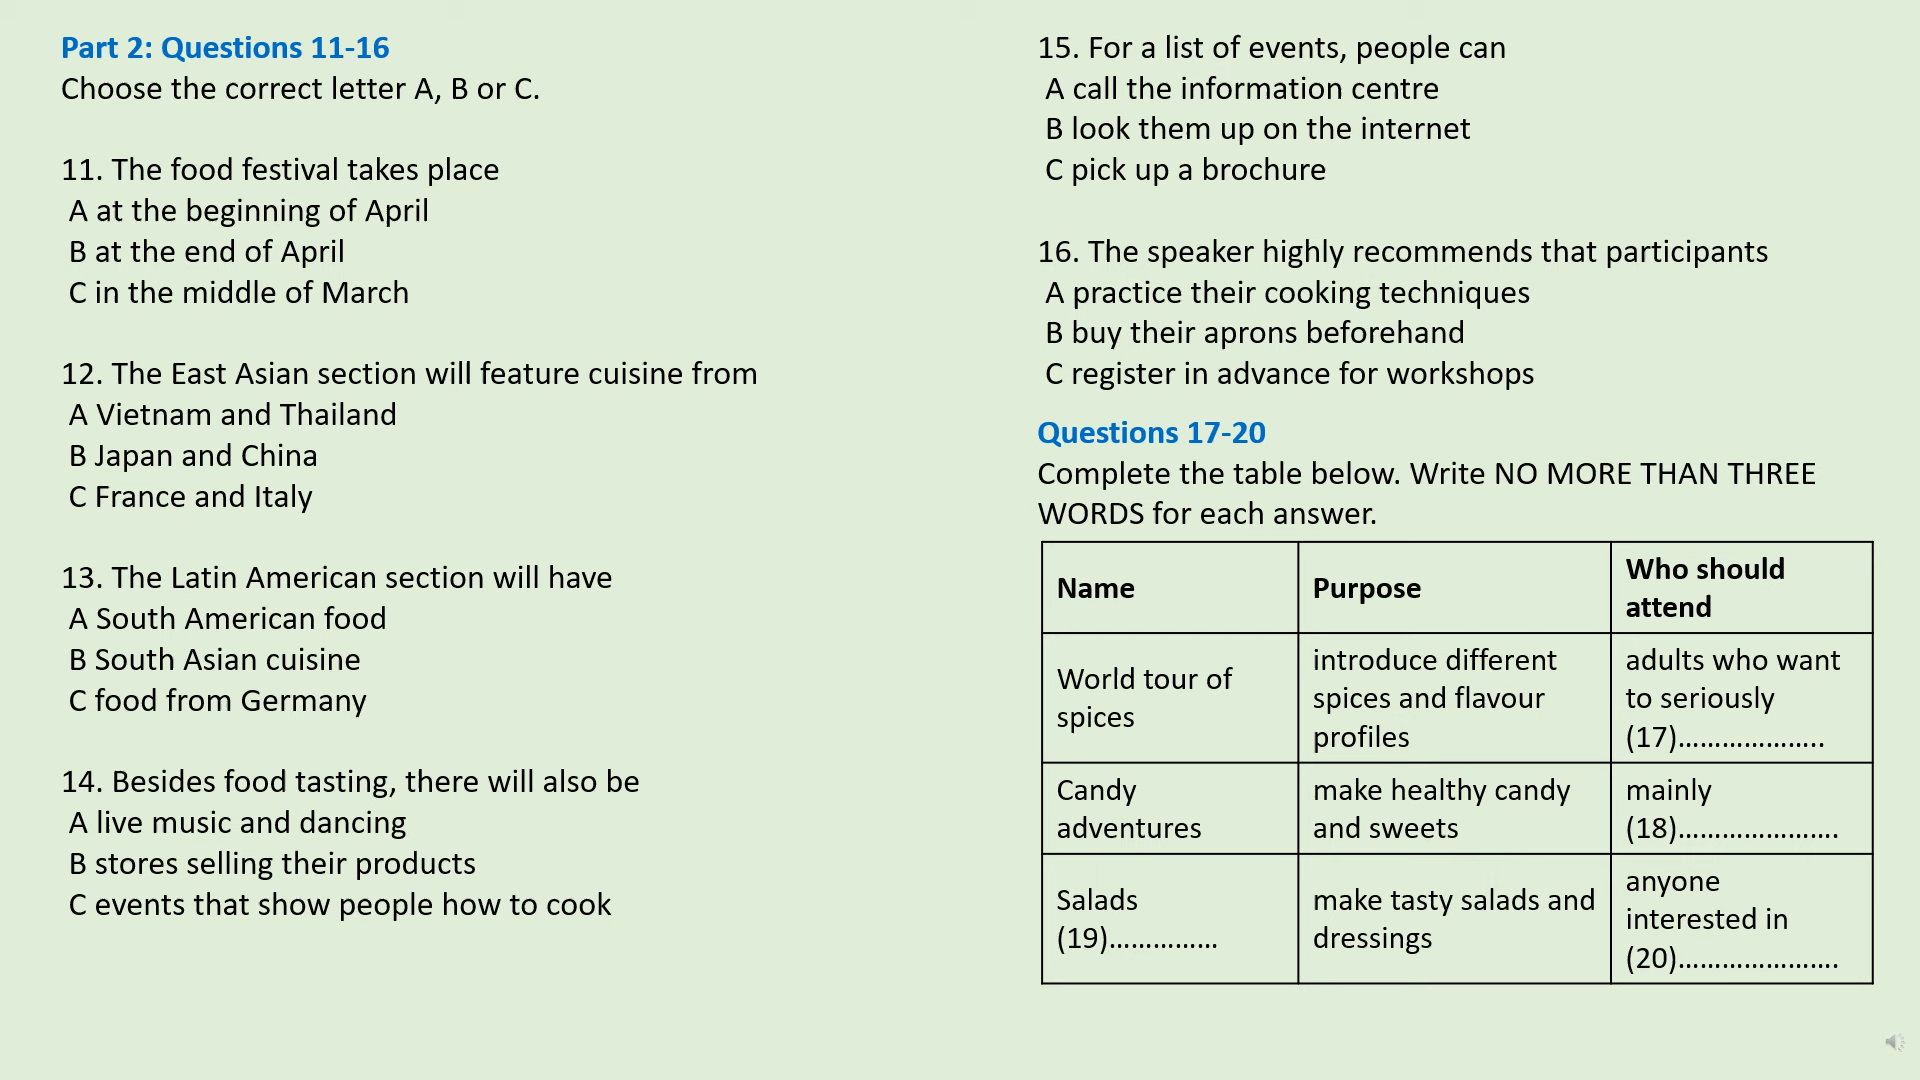 Part 2: Questions 11-16
Choose the correct letter A, B or C.
11. The food festival takes place
A at the beginning of April
B at the end of April
C in the middle of March
12. The East Asian section will feature cuisine from
A Vietnam and Thailand
B Japan and China
C France and Italy
13. The Latin American section will have
A South American food
B South Asian cuisine
C food from Germany
14. Besides food tasting, there will also be
A live music and dancing
B stores selling their products
C events that show people how to cook
15. For a list of events, people can
A call the information centre
B look them up on the internet
C pick up a brochure
16. The speaker highly recommends that participants
A practice their cooking techniques
B buy their aprons beforehand
C register in advance for workshops
Questions 17-20
Complete the table below. Write NO MORE THAN THREE
WORDS for each answer.
Name
Purpose
Who should
attend
World tour of
spices
introduce different
spices and flavour
profiles
adults who want
to seriously
(17)………………..
Candy
adventures
make healthy candy
and sweets
mainly
(18)………………….
Salads
(19)……………
make tasty salads and
dressings
anyone
interested in
(20)………………….